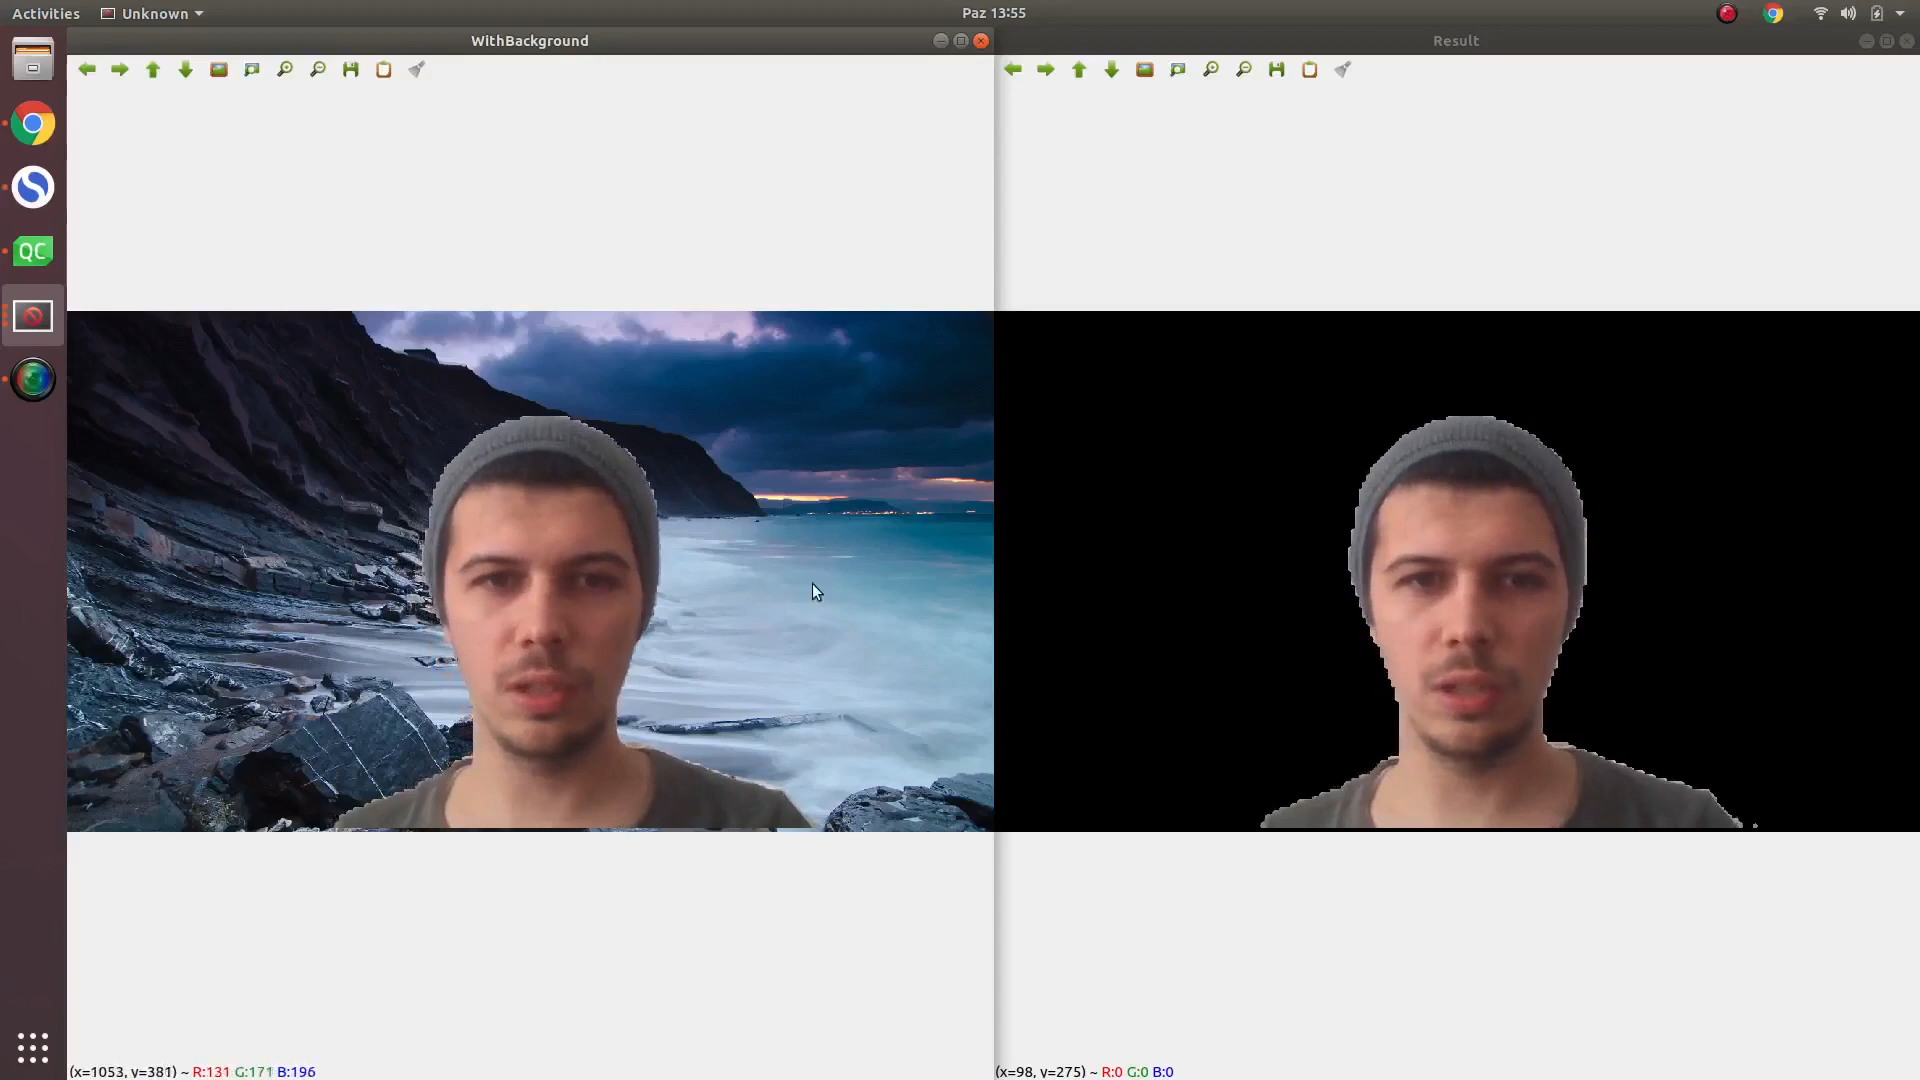 Activities Unknown Paz 13:55
WithBackground
Result
QC
(x=1053, y=381) ~ R:131 G:171 B:196
(x=98, y=275) ~ R:0 G:0 B:0